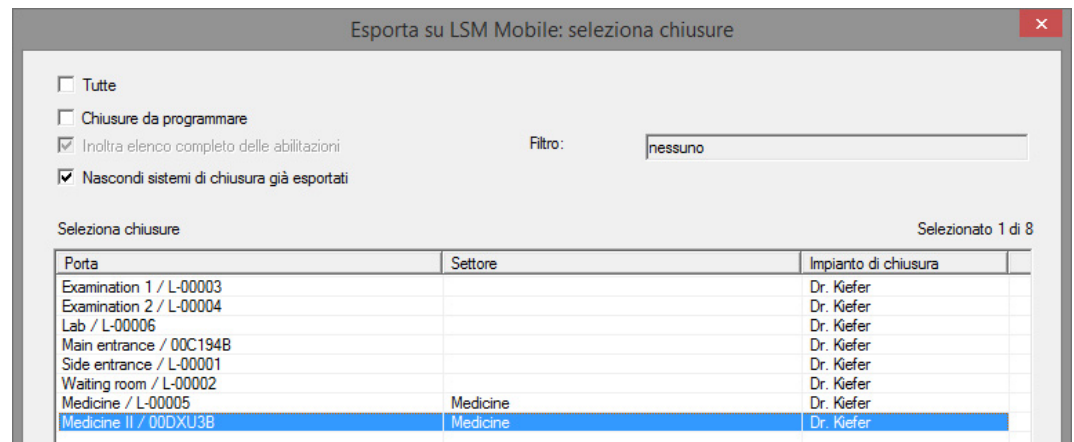 Esporta su LSM Mobile: seleziona chiusure
Tutte
Chiusure da programmare
Inoltra elenco completo delle abilitazioni
Filtro:
nessuno
Nascondi sistemi di chiusura già esportati
Seleziona chiusure
Selezionato 1 di 8
Porta Settore Impianto di chiusura
Examination 1 / L-00003 Dr. Kiefer
Examination 2 / L-00004 Dr. Kiefer
Lab / L-00006 Dr. Kiefer
Main entrance / 00C194B Dr. Kiefer
Side entrance / L-00001 Dr. Kiefer
Waiting room / L-00002 Dr. Kiefer
Medicine / L-00005 Medicine Dr. Kiefer
Medicine II / 00DXU3B Medicine Dr. Kiefer